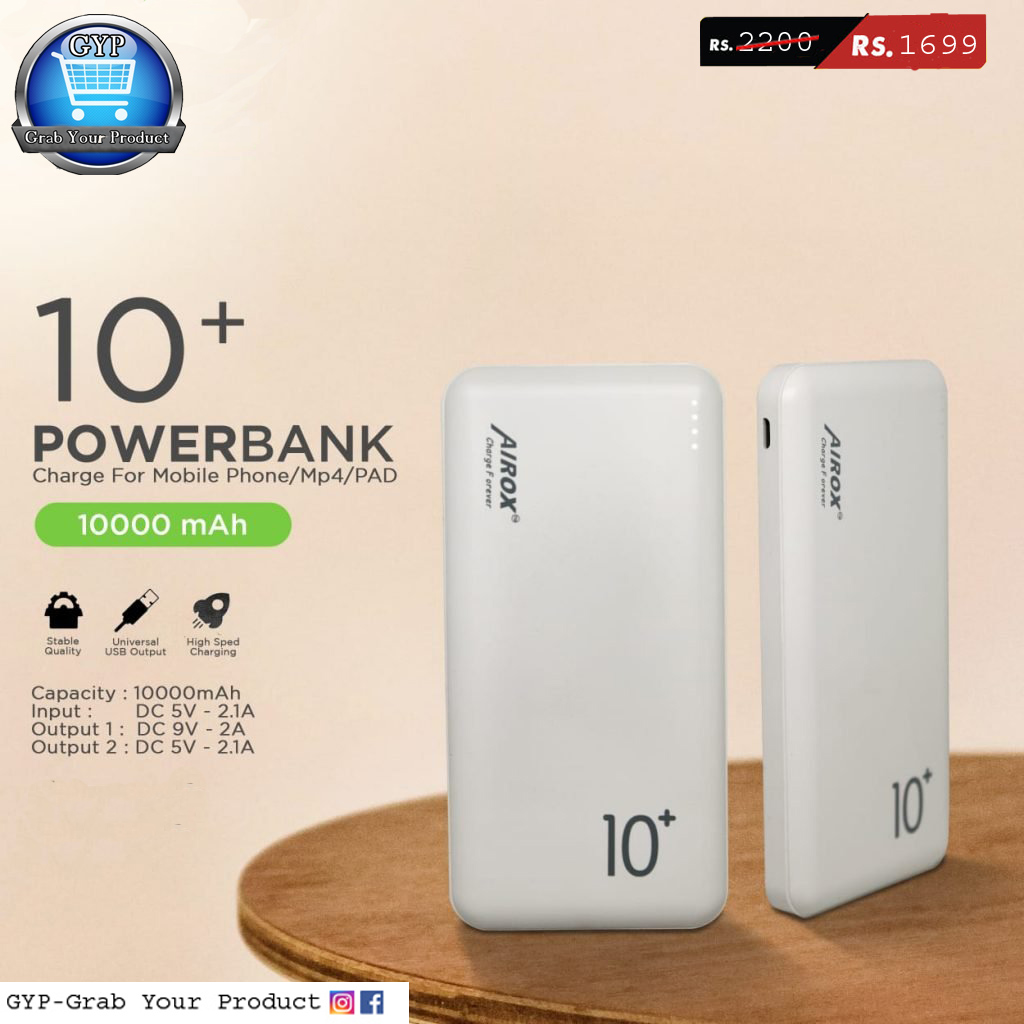 GYP
Grab Your Product
RS. 2200
RS. 1699
10+
POWERBANK
Charge For Mobile Phone/Mp4/PAD
10000 mAh
Stable
Quality
Universal
USB Output
High Sped
Charging
Capacity : 10000mAh
Input : DC 5V - 2.1A
Output 1 : DC 9V - 2A
Output 2 : DC 5V - 2.1A
AIROX™
Charge Forever
10+
AIROX™
Charge Forever
10+
GYP-Grab Your Product